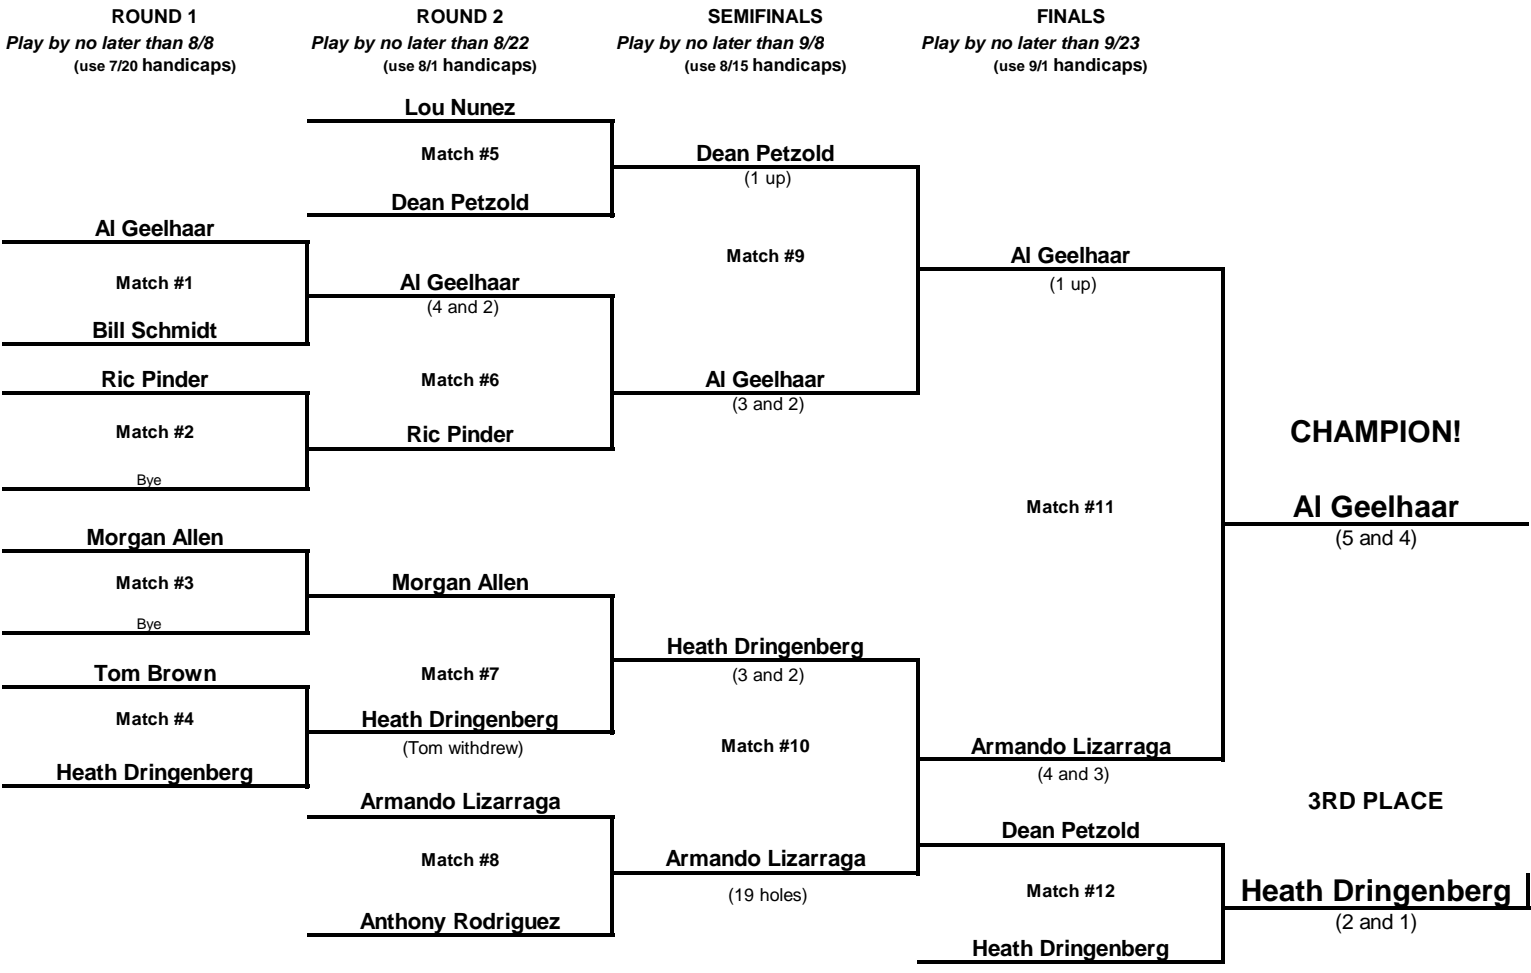 ROUND 1
Play by no later than 8/8
(use 7/20 handicaps)
ROUND 2
Play by no later than 8/22
(use 8/1 handicaps)
SEMIFINALS
Play by no later than 9/8
(use 8/15 handicaps)
FINALS
Play by no later than 9/23
(use 9/1 handicaps)
Al Geelhaar
Match #1
Bill Schmidt
Ric Pinder
Match #2
Bye
Morgan Allen
Match #3
Bye
Tom Brown
Match #4
Heath Dringenberg
Lou Nunez
Match #5
Dean Petzold
Al Geelhaar
(4 and 2)
Match #6
Ric Pinder
Morgan Allen
Match #7
Heath Dringenberg
(Tom withdrew)
Armando Lizarraga
Match #8
Anthony Rodriguez
Dean Petzold
(1 up)
Match #9
Al Geelhaar
(3 and 2)
Heath Dringenberg
(3 and 2)
Match #10
Armando Lizarraga
(19 holes)
Al Geelhaar
(1 up)
Match #11
Armando Lizarraga
(4 and 3)
Dean Petzold
Match #12
Heath Dringenberg
CHAMPION!
Al Geelhaar
(5 and 4)
3RD PLACE
Heath Dringenberg
(2 and 1)